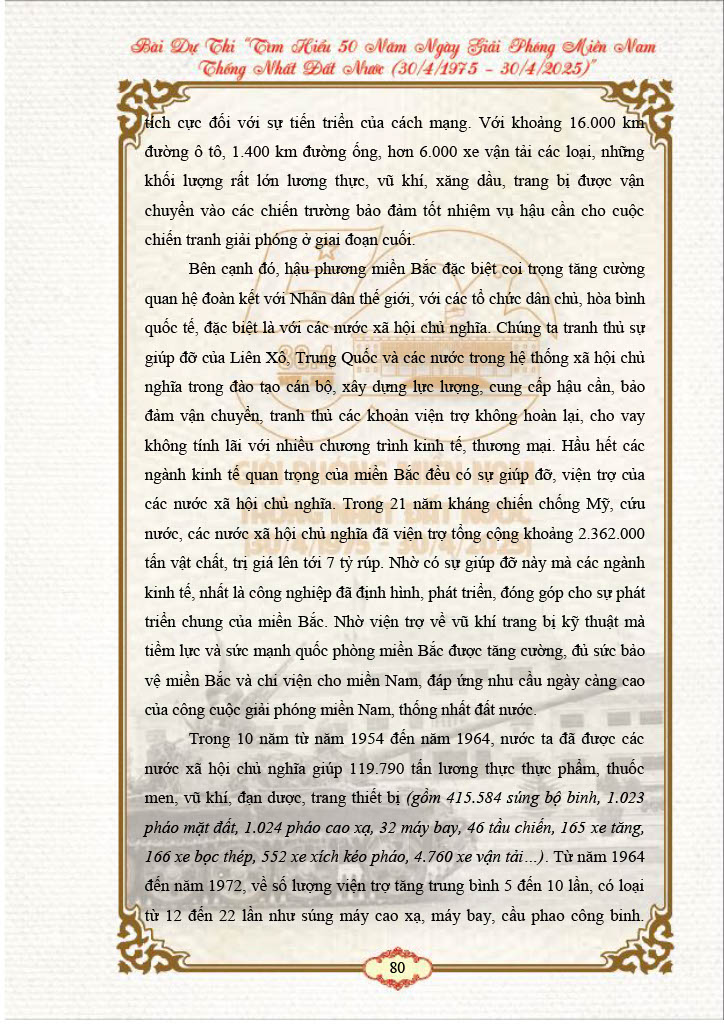 Bài Dự Thi “Tìm Hiểu 50 Năm Ngày Giải Phóng Miền Nam
Thống Nhất Đất Nước (30/4/1975 - 30/4/2025)”
tích cực đối với sự tiến triển của cách mạng. Với khoảng 16.000 km
đường ô tô, 1.400 km đường ống, hơn 6.000 xe vận tải các loại, những
khối lượng rất lớn lương thực, vũ khí, xăng dầu, trang bị được vận
chuyển vào các chiến trường bảo đảm tốt nhiệm vụ hậu cần cho cuộc
chiến tranh giải phóng ở giai đoạn cuối.
Bên cạnh đó, hậu phương miền Bắc đặc biệt coi trọng tăng cường
quan hệ đoàn kết với Nhân dân thế giới, với các tổ chức dân chủ, hòa bình
quốc tế, đặc biệt là với các nước xã hội chủ nghĩa. Chúng ta tranh thủ sự
giúp đỡ của Liên Xô, Trung Quốc và các nước trong hệ thống xã hội chủ
nghĩa trong đào tạo cán bộ, xây dựng lực lượng, cung cấp hậu cần, bảo
đảm vận chuyển, tranh thủ các khoản viện trợ không hoàn lại, cho vay
không tính lãi với nhiều chương trình kinh tế, thương mại. Hầu hết các
ngành kinh tế quan trọng của miền Bắc đều có sự giúp đỡ, viện trợ của
các nước xã hội chủ nghĩa. Trong 21 năm kháng chiến chống Mỹ, cứu
nước, các nước xã hội chủ nghĩa đã viện trợ tổng cộng khoảng 2.362.000
tấn vật chất, trị giá lên tới 7 tỷ rúp. Nhờ có sự giúp đỡ này mà các ngành
kinh tế, nhất là công nghiệp đã định hình, phát triển, đóng góp cho sự phát
triển chung của miền Bắc. Nhờ viện trợ về vũ khí trang bị kỹ thuật mà
tiềm lực và sức mạnh quốc phòng miền Bắc được tăng cường, đủ sức bảo
vệ miền Bắc và chi viện cho miền Nam, đáp ứng nhu cầu ngày càng cao
của công cuộc giải phóng miền Nam, thống nhất đất nước.
Trong 10 năm từ năm 1954 đến năm 1964, nước ta đã được các
nước xã hội chủ nghĩa giúp 119.790 tấn lương thực thực phẩm, thuốc
men, vũ khí, đạn dược, trang thiết bị (gồm 415.584 súng bộ binh, 1.023
pháo mặt đất, 1.024 pháo cao xạ, 32 máy bay, 46 tầu chiến, 165 xe tăng,
166 xe bọc thép, 552 xe xích kéo pháo, 4.760 xe vận tải…). Từ năm 1964
đến năm 1972, về số lượng viện trợ tăng trung bình 5 đến 10 lần, có loại
từ 12 đến 22 lần như súng máy cao xạ, máy bay, cầu phao công binh.
30.4
GIẢI PHÓNG MIỀN NAM
THỐNG NHẤT ĐẤT NƯỚC
(30/4/1975 - 30/4/2025)
80